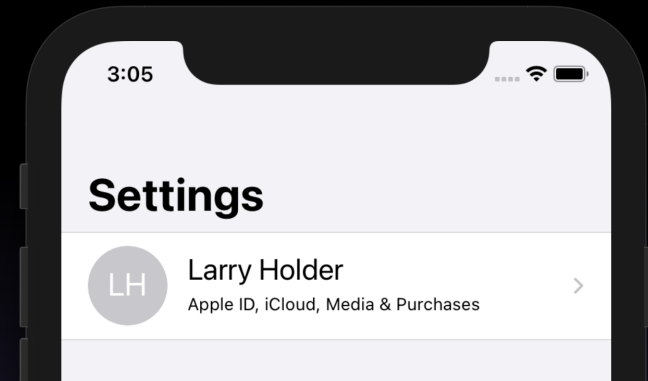 3:05
Settings
LH
Larry Holder
Apple ID, iCloud, Media & Purchases